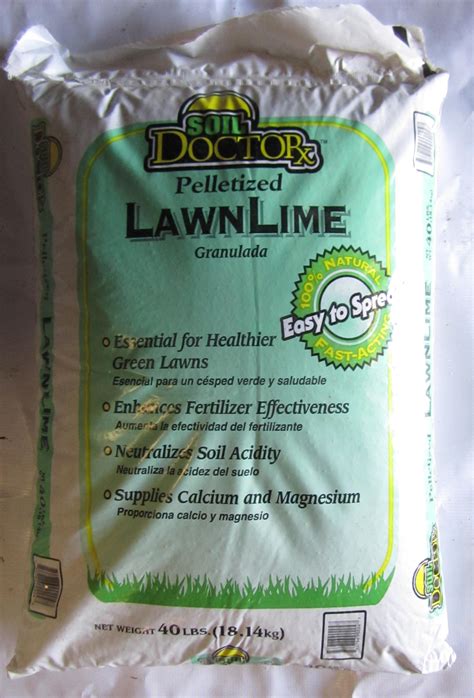 SOIL
DOCTOR™
Pelletized
LAWNLIME
Granulada
100% NATURAL
Easy to Spread
FAST-ACTING
Essential for Healthier
Green Lawns
Esencial para un césped verde y saludable
Enhances Fertilizer Effectiveness
Aumenta la efectividad del fertilizante
Neutralizes Soil Acidity
Neutraliza la acidez del suelo
Supplies Calcium and Magnesium
Proporciona calcio y magnesio
NET WEIGHT 40 LBS. (18.14kg)
Pelletized LAWNLIME
LAWNLIME